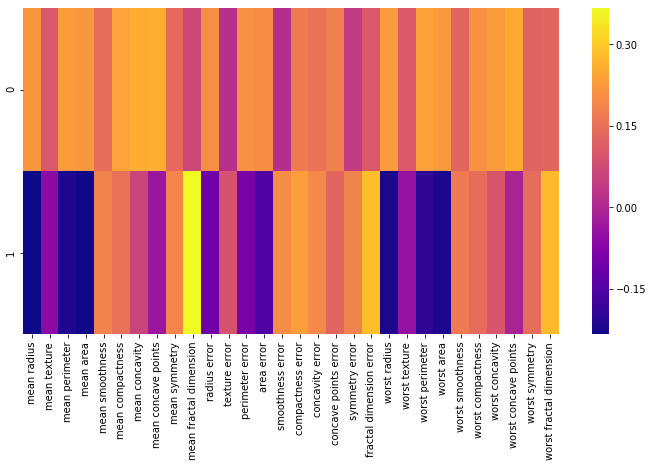 0
1
mean radius
mean texture
mean perimeter
mean area
mean smoothness
mean compactness
mean concavity
mean concave points
mean symmetry
mean fractal dimension
radius error
texture error
perimeter error
area error
smoothness error
compactness error
concavity error
concave points error
symmetry error
fractal dimension error
worst radius
worst texture
worst perimeter
worst area
worst smoothness
worst compactness
worst concavity
worst concave points
worst symmetry
worst fractal dimension
0.30
0.15
0.00
−0.15